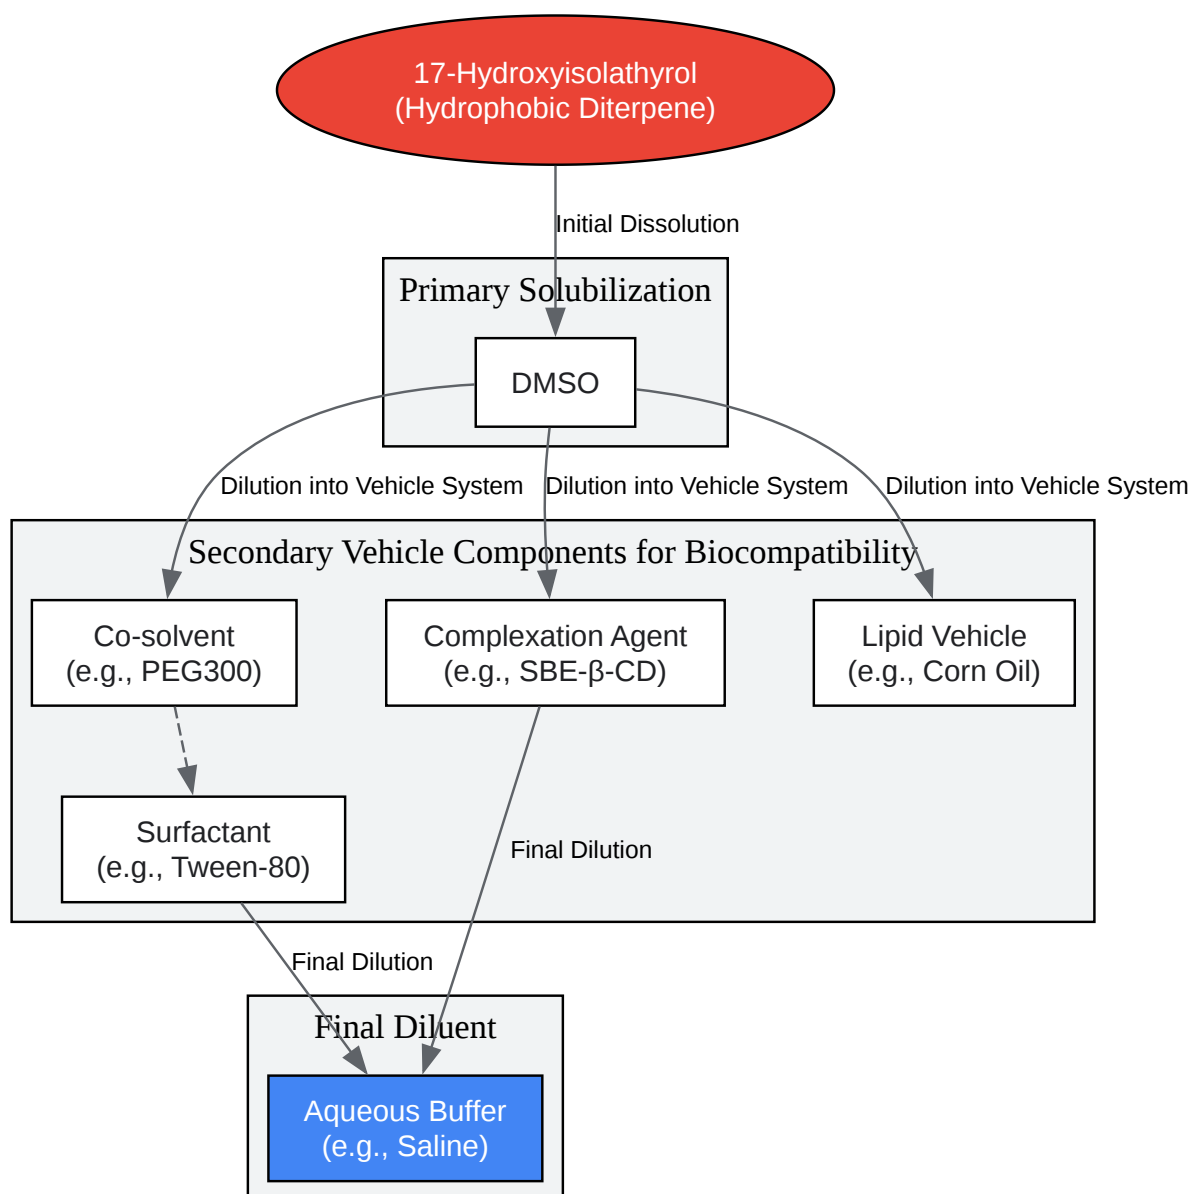 17-Hydroxyisolathyrol
(Hydrophobic Diterpene)
Initial Dissolution
Primary Solubilization
DMSO
Dilution into Vehicle System
Dilution into Vehicle System
Dilution into Vehicle System
Secondary Vehicle Components for Biocompatibility
Co-solvent
(e.g., PEG300)
Complexation Agent
(e.g., SBE-β-CD)
Lipid Vehicle
(e.g., Corn Oil)
Surfactant
(e.g., Tween-80)
Final Dilution
Final Dilution
Final Diluent
Aqueous Buffer
(e.g., Saline)